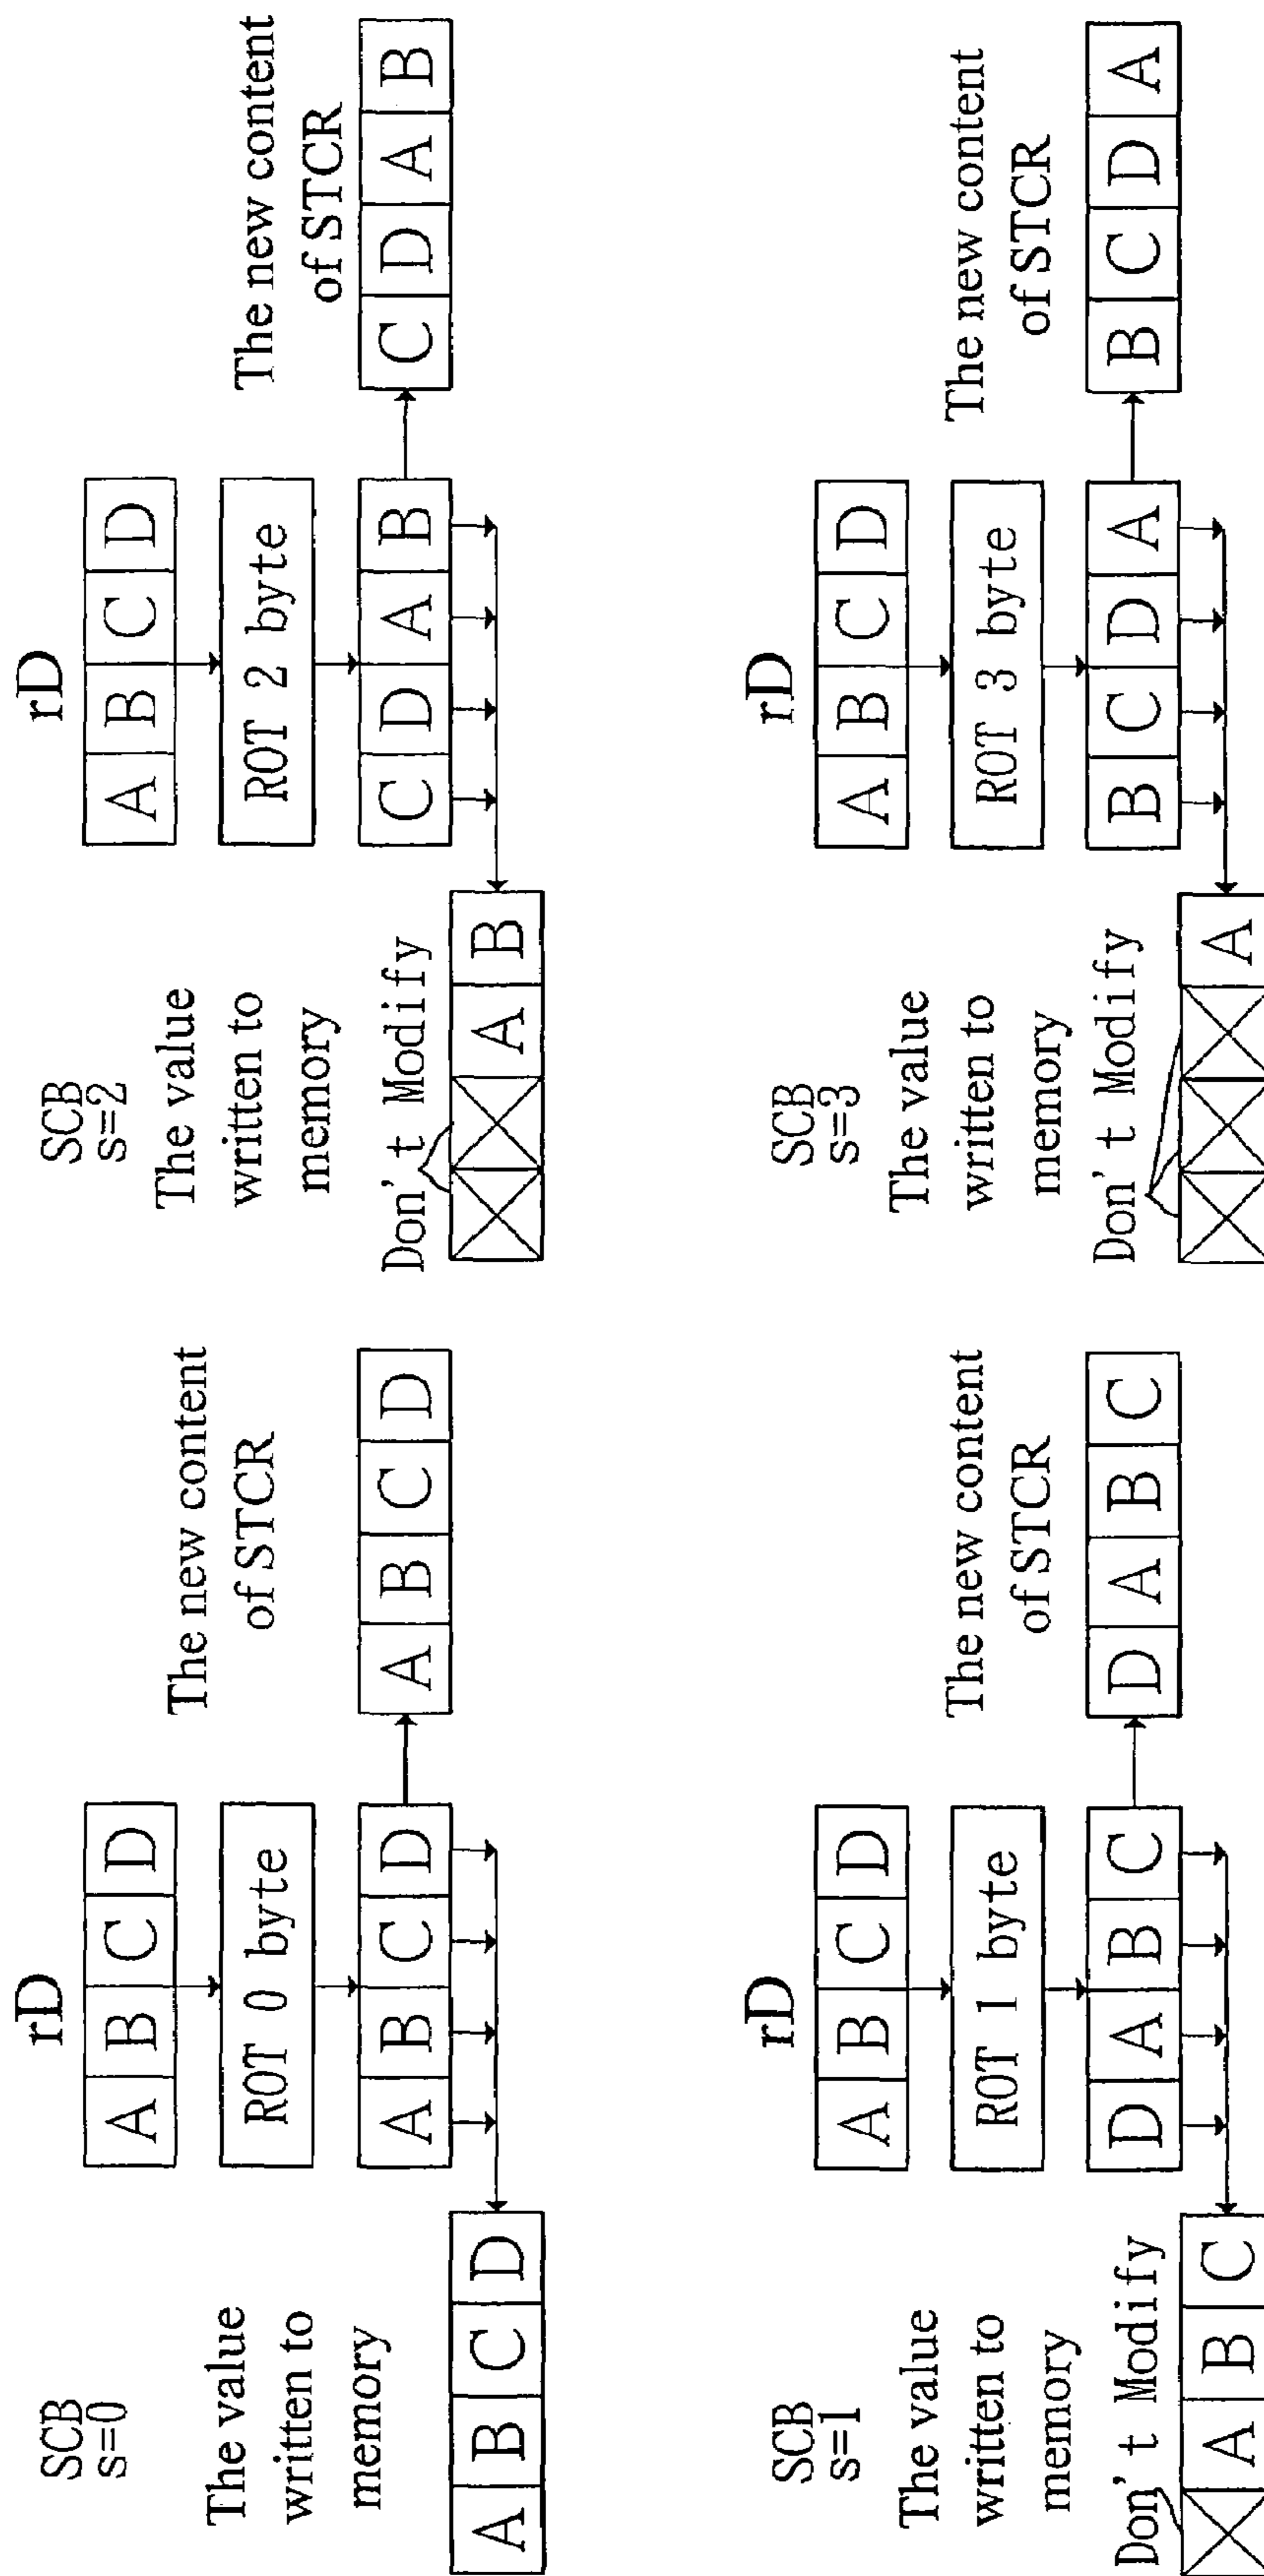 SCB
s=0
rD
A B C D
ROT 0 byte
The value
written to
memory
A B C D
The new content
of STCR
A B C D
A B C D
SCB
s=2
rD
A B C D
ROT 2 byte
The value
written to
memory
Don't Modify
C D A B
The new content
of STCR
C D A B
A B
SCB
s=1
rD
A B C D
ROT 1 byte
The value
written to
memory
Don't Modify
D A B C
The new content
of STCR
D A B C
A B C
SCB
s=3
rD
A B C D
ROT 3 byte
The value
written to
memory
Don't Modify
B C D A
The new content
of STCR
B C D A
A